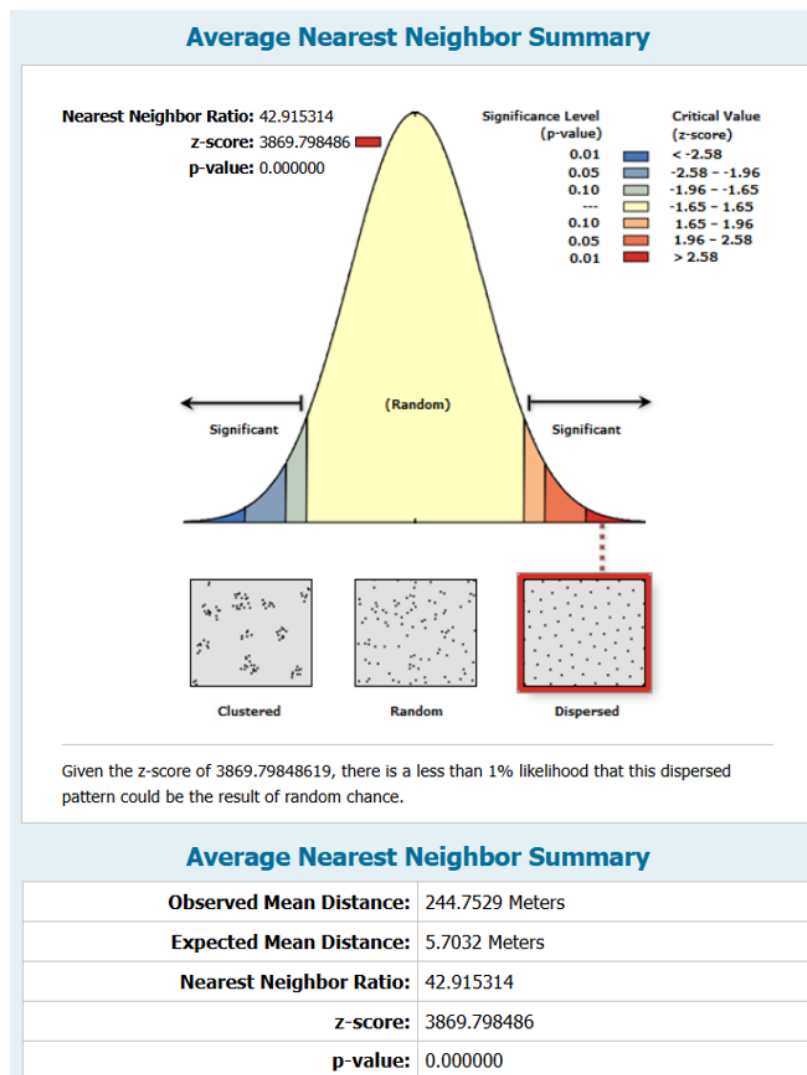 Average Nearest Neighbor Summary
Nearest Neighbor Ratio: 42.915314
z-score: 3869.798486
p-value: 0.000000
Significance Level
(p-value)
Critical Value
(z-score)
0.01 < -2.58
0.05 -2.58 – -1.96
0.10 -1.96 – -1.65
--- -1.65 – 1.65
0.10 1.65 – 1.96
0.05 1.96 – 2.58
0.01 > 2.58
(Random)
Significant
Significant
Clustered
Random
Dispersed
Given the z-score of 3869.79848619, there is a less than 1% likelihood that this dispersed
pattern could be the result of random chance.
Average Nearest Neighbor Summary
Observed Mean Distance: 244.7529 Meters
Expected Mean Distance: 5.7032 Meters
Nearest Neighbor Ratio: 42.915314
z-score: 3869.798486
p-value: 0.000000